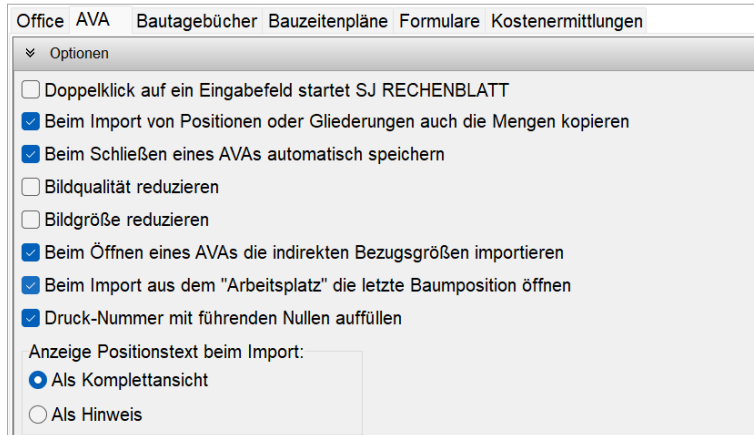 Office AVA Bautagebücher Bauzeitenpläne Formulare Kostenermittlungen
Optionen
Doppelklick auf ein Eingabefeld startet SJ RECHENBLATT
Beim Import von Positionen oder Gliederungen auch die Mengen kopieren
Beim Schließen eines AVAs automatisch speichern
Bildqualität reduzieren
Bildgröße reduzieren
Beim Öffnen eines AVAs die indirekten Bezugsgrößen importieren
Beim Import aus dem "Arbeitsplatz" die letzte Baumposition öffnen
Druck-Nummer mit führenden Nullen auffüllen
Anzeige Positionstext beim Import:
Als Komplettansicht
Als Hinweis